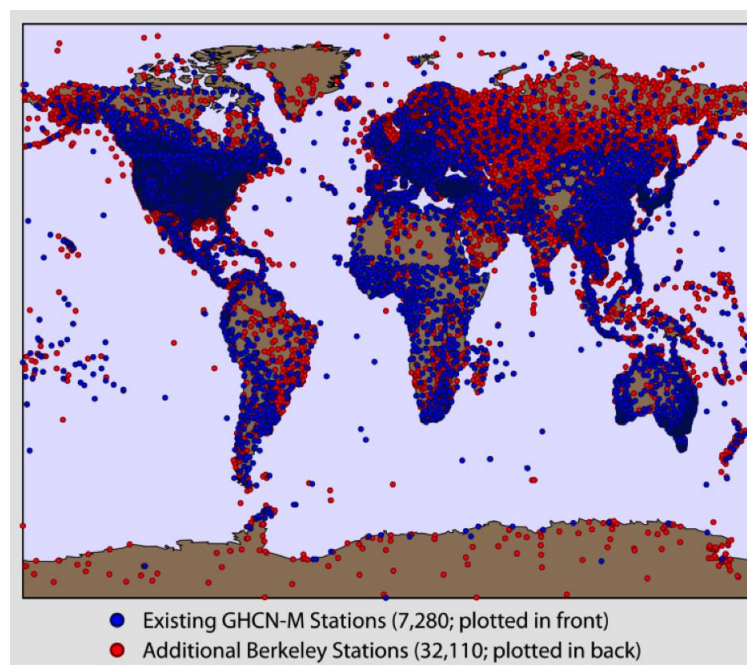 Existing GHCN-M Stations (7,280; plotted in front)
Additional Berkeley Stations (32,110; plotted in back)